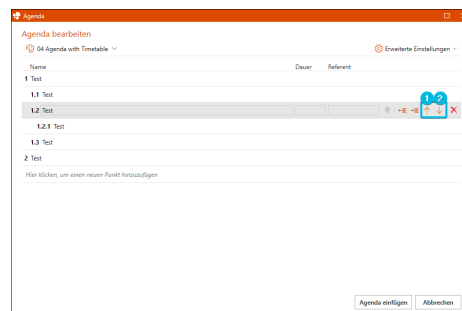 Agenda
Agenda bearbeiten
04 Agenda with Timetable
Erweiterte Einstellungen
Name Dauer Referent
1 Test
1.1 Test
1 2
1.2 Test
1.2.1 Test
1.3 Test
2 Test
Hier klicken, um einen neuen Punkt hinzuzufügen
Agenda einfügen Abbrechen